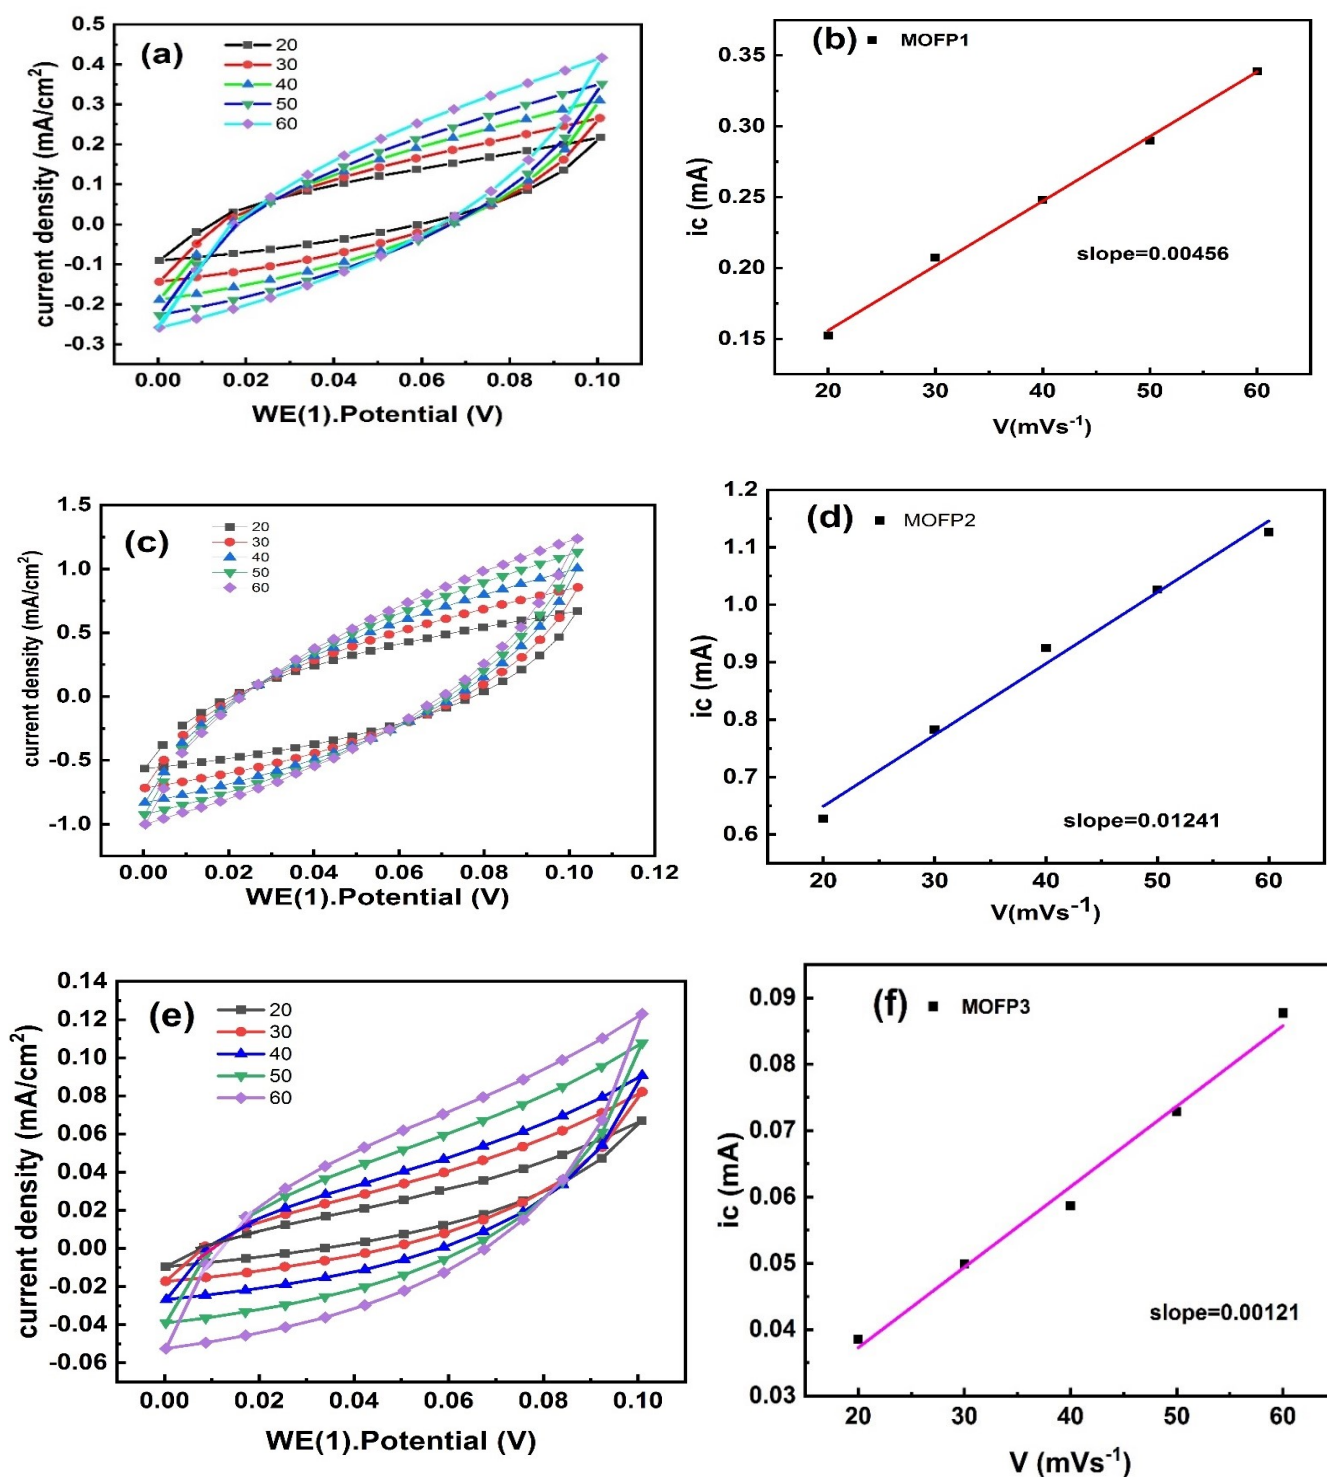 (a)
20
30
40
50
60
0.5
0.4
0.3
0.2
0.1
0.0
-0.1
-0.2
-0.3
current density (mA/cm²)
0.00 0.02 0.04 0.06 0.08 0.10
WE(1).Potential (V)
(b)
MOFP1
0.35
0.30
0.25
0.20
0.15
ic (mA)
slope=0.00456
20 30 40 50 60
V(mVs⁻¹)
(c)
20
30
40
50
60
1.5
1.0
0.5
0.0
-0.5
-1.0
current density (mA/cm²)
0.00 0.02 0.04 0.06 0.08 0.10 0.12
WE(1).Potential (V)
(d)
MOFP2
1.2
1.1
1.0
0.9
0.8
0.7
0.6
ic (mA)
slope=0.01241
20 30 40 50 60
V(mVs⁻¹)
(e)
20
30
40
50
60
0.14
0.12
0.10
0.08
0.06
0.04
0.02
0.00
-0.02
-0.04
-0.06
current density (mA/cm²)
0.00 0.02 0.04 0.06 0.08 0.10
WE(1).Potential (V)
(f)
MOFP3
0.09
0.08
0.07
0.06
0.05
0.04
0.03
ic (mA)
slope=0.00121
20 30 40 50 60
V (mVs⁻¹)